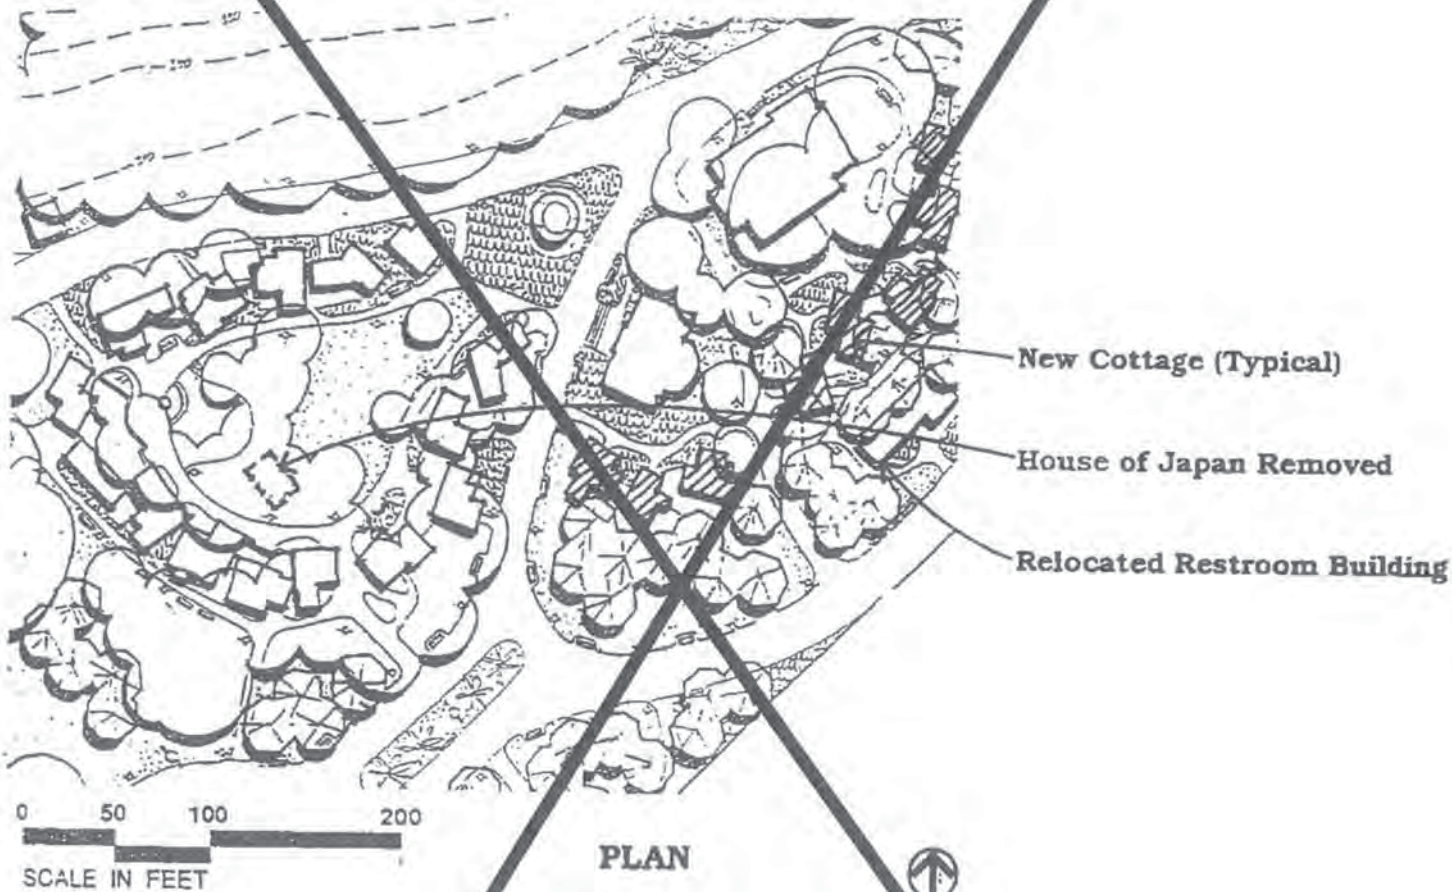 New Cottage (Typical)
House of Japan Removed
Relocated Restroom Building
0 50 100 200
SCALE IN FEET
PLAN